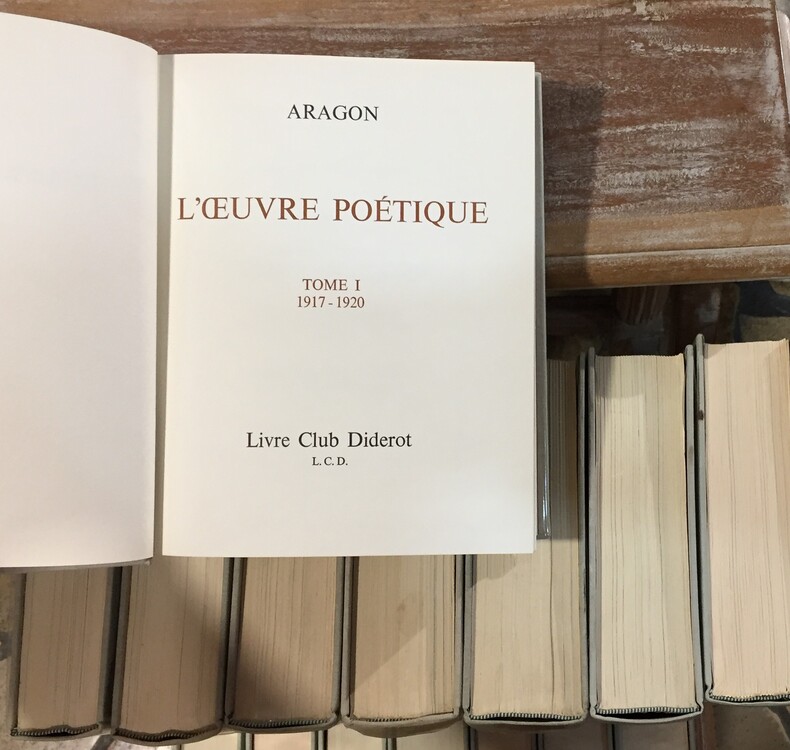 ARAGON
L'ŒUVRE POÉTIQUE
TOME I
1917-1920
Livre Club Diderot
L.C.D.